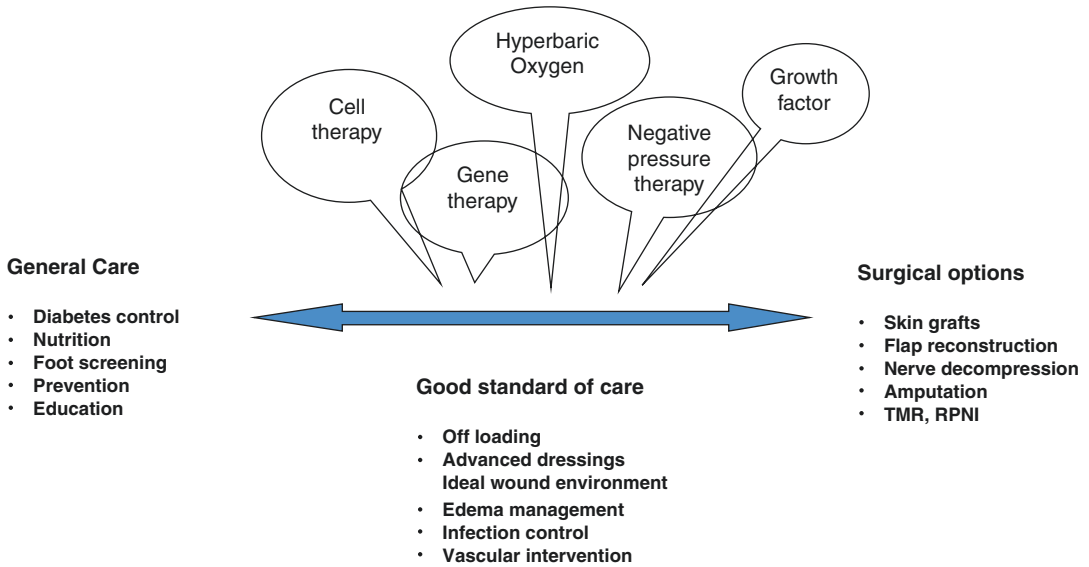 Hyperbaric
Oxygen
Growth
factor
Cell
therapy
Negative
pressure
therapy
Gene
therapy
General Care
• Diabetes control
• Nutrition
• Foot screening
• Prevention
• Education
Good standard of care
• Off loading
• Advanced dressings
Ideal wound environment
• Edema management
• Infection control
• Vascular intervention
Surgical options
• Skin grafts
• Flap reconstruction
• Nerve decompression
• Amputation
• TMR, RPNI